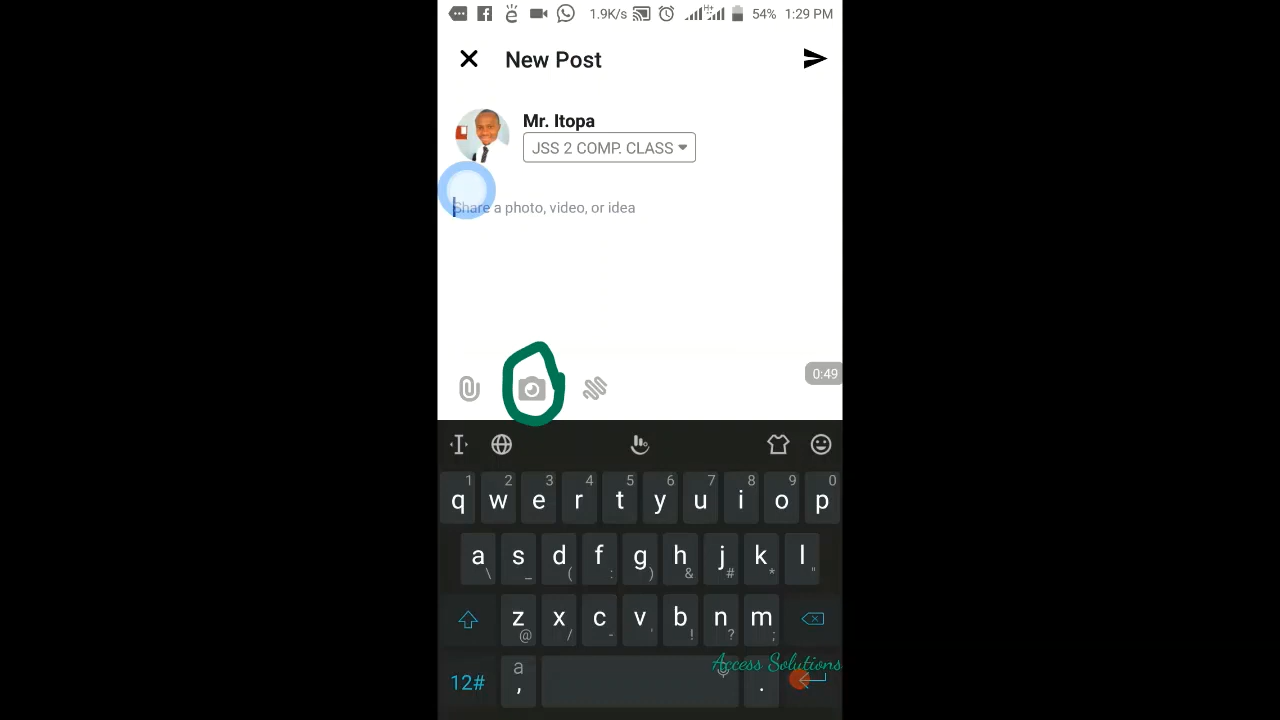 1.9K/s H+ 54% 1:29 PM
New Post
Mr. Itopa
JSS 2 COMP. CLASS
Share a photo, video, or idea
0:49
1 2 3 4 5 6 7 8 9 0
q w e r t y u i o p
a s d f g h j k l
\ _ ( : ) & # * "
z x c v b n m
@ / - ' ! ? ;
Access Solutions
12# a , .